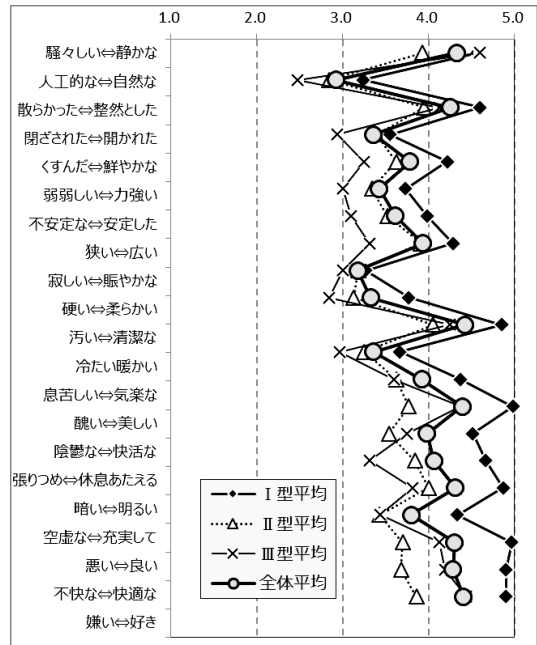 1.0 2.0 3.0 4.0 5.0
騒々しい⇔静かな
人工的な⇔自然な
散らかった⇔整然とした
閉ざされた⇔開かれた
くすんだ⇔鮮やかな
弱弱しい⇔力強い
不安定な⇔安定した
狭い⇔広い
寂しい⇔賑やかな
硬い⇔柔らかい
汚い⇔清潔な
冷たい⇔暖かい
息苦しい⇔気楽な
醜い⇔美しい
陰鬱な⇔快活な
張りつめ⇔休息あたえる
暗い⇔明るい
空虚な⇔充実して
悪い⇔良い
不快な⇔快適な
嫌い⇔好き
Ⅰ型平均
Ⅱ型平均
Ⅲ型平均
全体平均